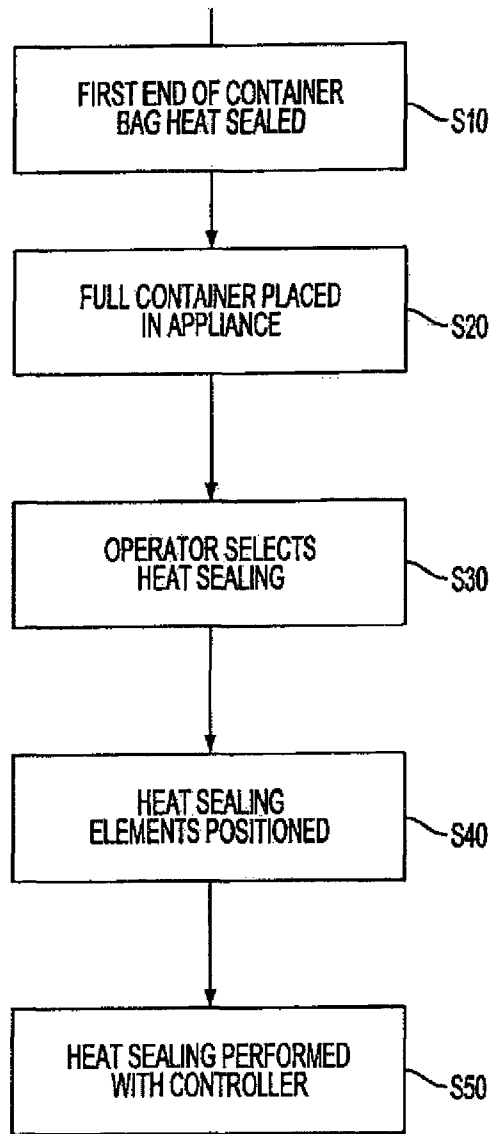 FIRST END OF CONTAINER
BAG HEAT SEALED
S10
FULL CONTAINER PLACED
IN APPLIANCE
S20
OPERATOR SELECTS
HEAT SEALING
S30
HEAT SEALING
ELEMENTS POSITIONED
S40
HEAT SEALING PERFORMED
WITH CONTROLLER
S50